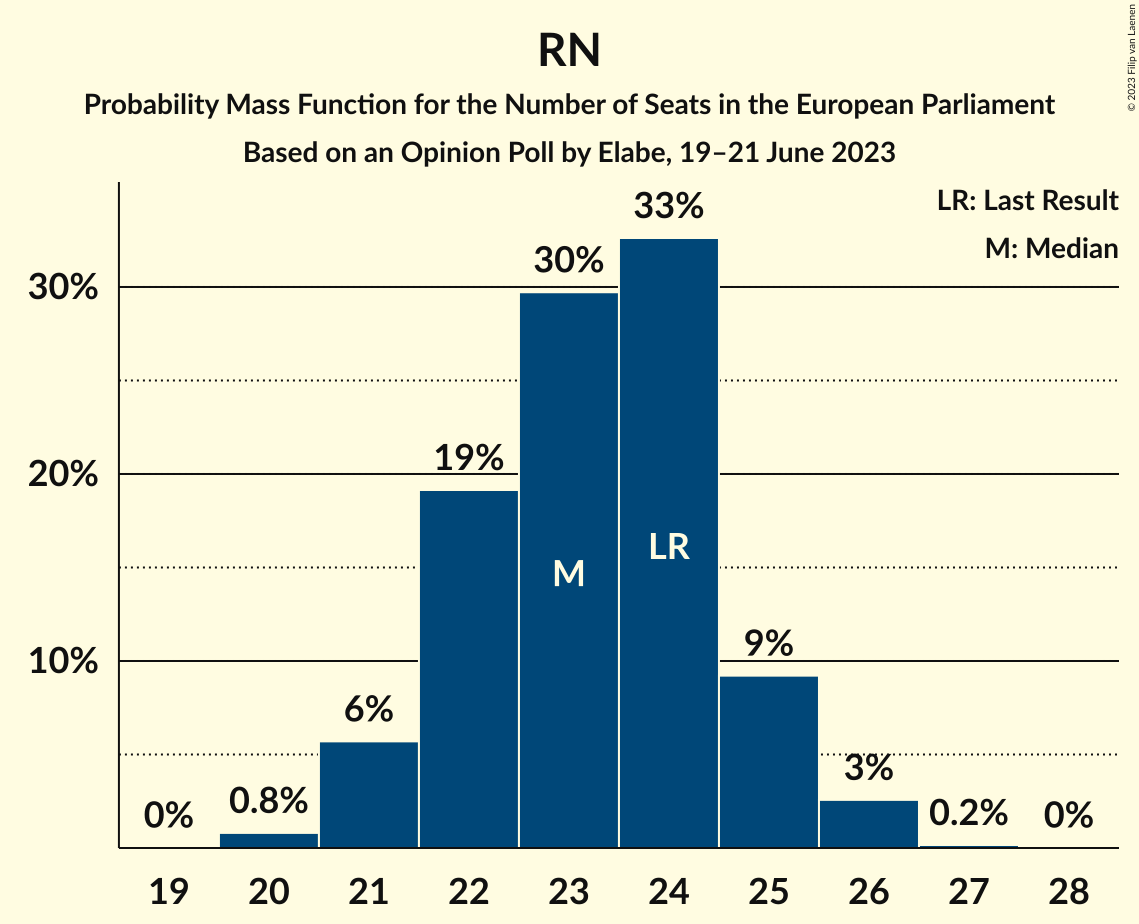 RN
Probability Mass Function for the Number of Seats in the European Parliament
Based on an Opinion Poll by Elabe, 19–21 June 2023
© 2023 Filip van Laenen
LR: Last Result
M: Median
33%
30%
30%
19%
20%
LR
M
9%
10%
6%
3%
0.8%
0%
0.2%
0%
19 20 21 22 23 24 25 26 27 28